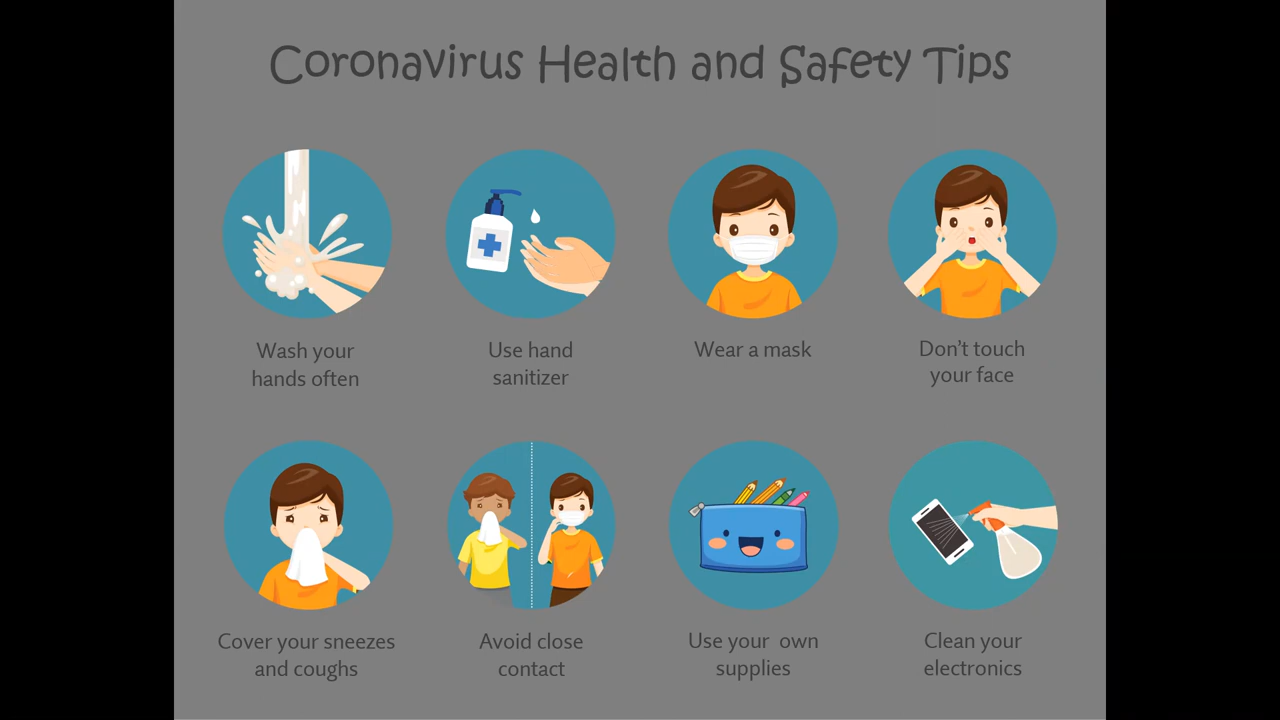 Coronavirus Health and Safety Tips
Wash your
hands often
Use hand
sanitizer
Wear a mask
Don't touch
your face
Cover your sneezes
and coughs
Avoid close
contact
Use your  own
supplies
Clean your
electronics